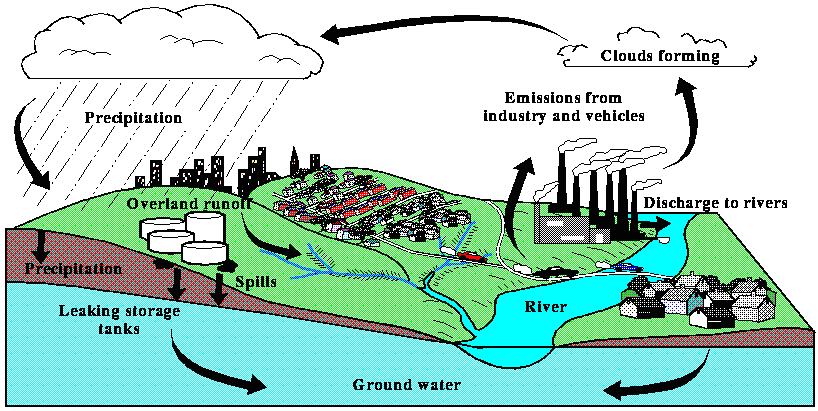 Clouds forming
Precipitation
Emissions from
industry and vehicles
Overland runoff
Discharge to rivers
Precipitation
Spills
Leaking storage
tanks
River
Ground water